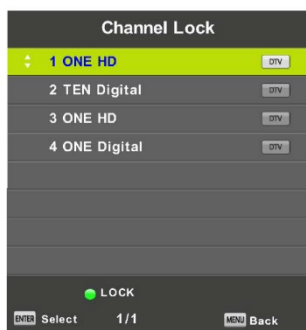 Channel Lock
1 ONE HD DTV
2 TEN Digital DTV
3 ONE HD DTV
4 ONE Digital DTV
LOCK
ENTER Select 1/1 MENU Back